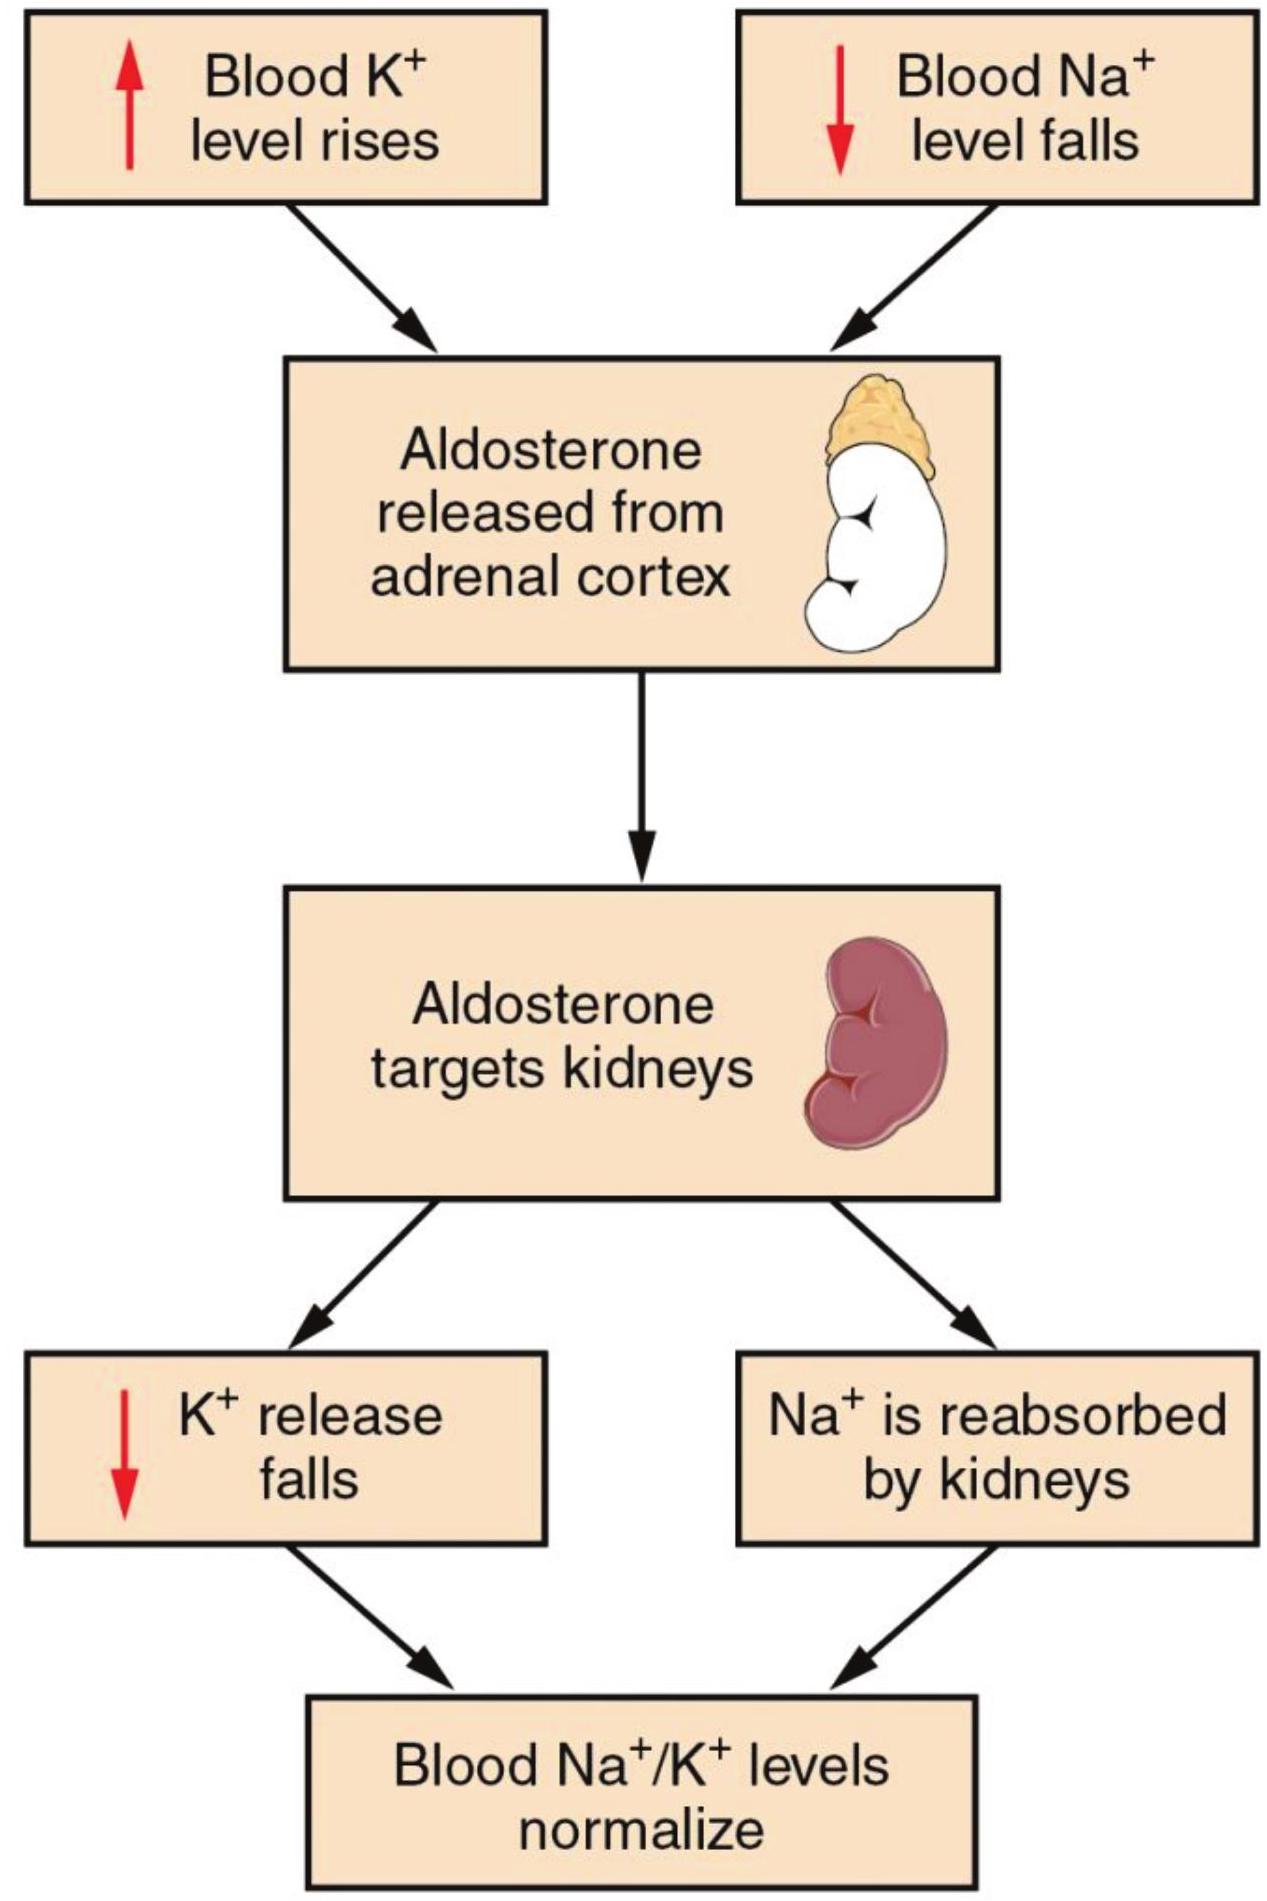 Blood K⁺
level rises
Blood Na⁺
level falls
Aldosterone
released from
adrenal cortex
Aldosterone
targets kidneys
K⁺ release
falls
Na⁺ is reabsorbed
by kidneys
Blood Na⁺/K⁺ levels
normalize